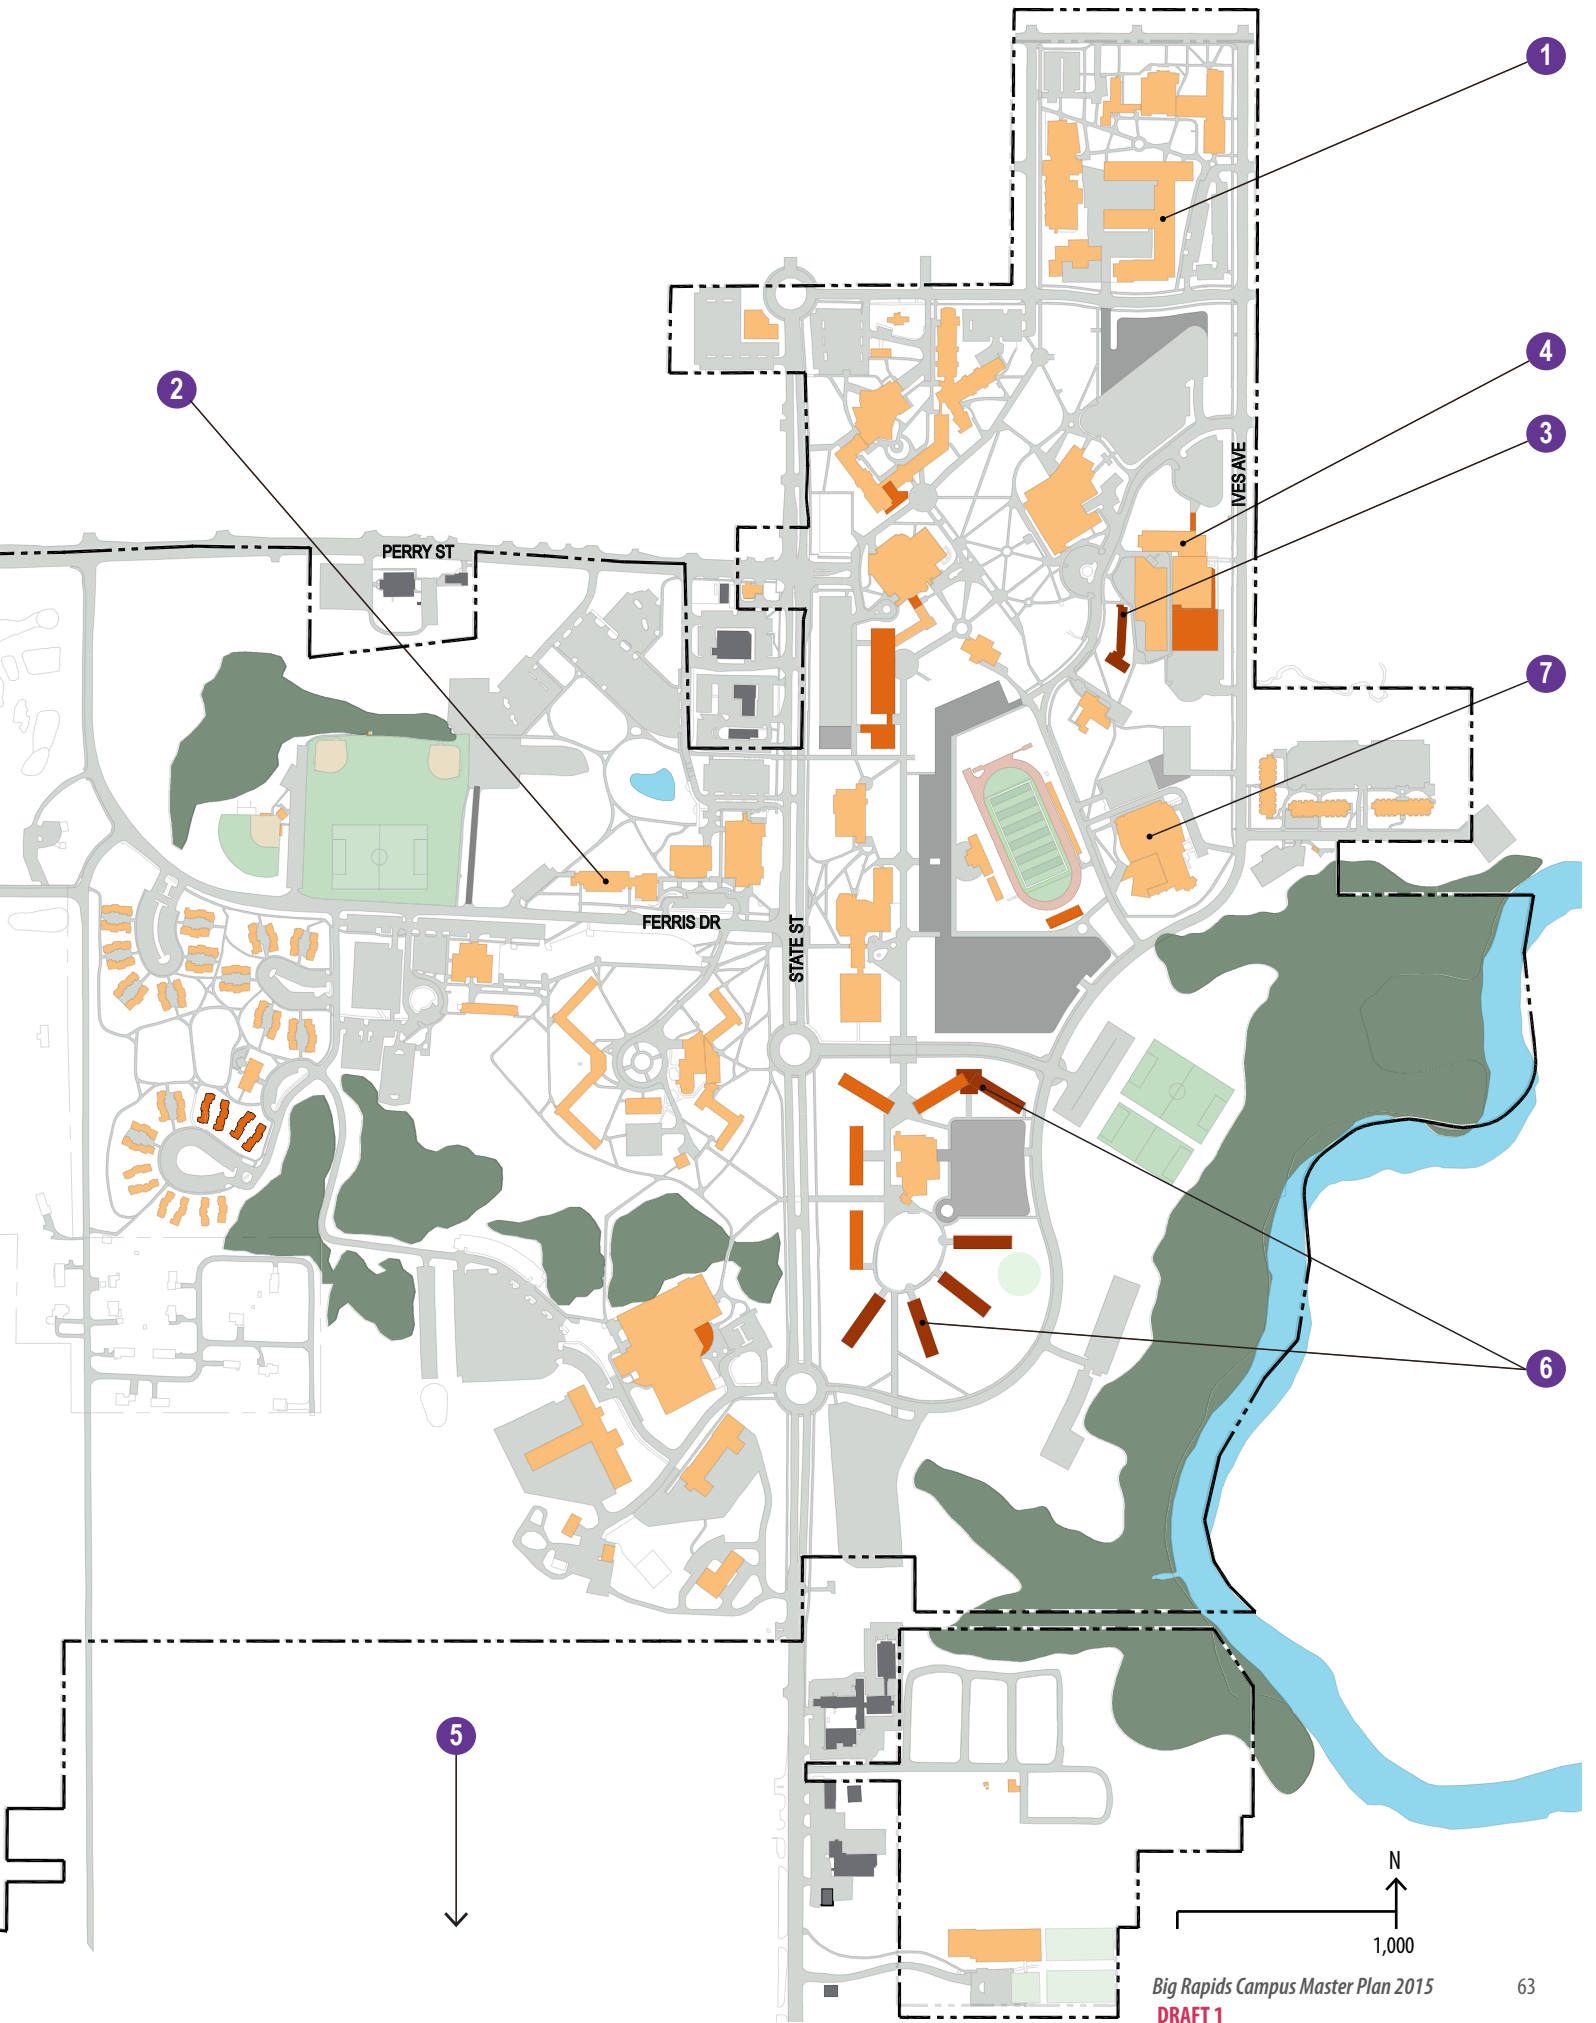 1
4
2
3
IVES AVE
PERRY ST
7
FERRIS DR
STATE ST
6
5
N
1,000
Big Rapids Campus Master Plan 2015 63
DRAFT 1